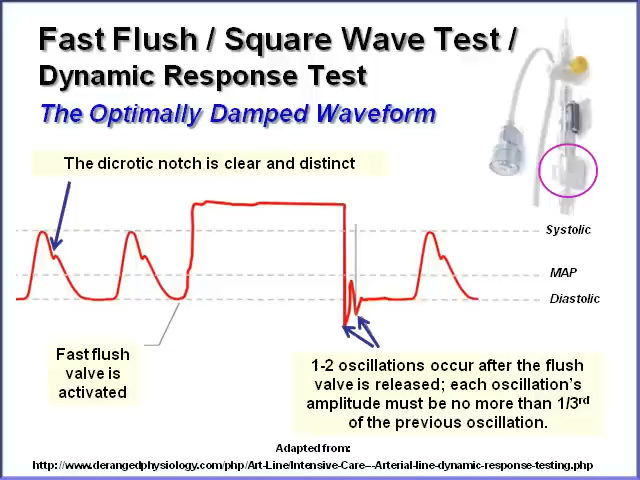 Fast Flush / Square Wave Test /
Dynamic Response Test
The Optimally Damped Waveform
The dicrotic notch is clear and distinct
Systolic
MAP
Diastolic
Fast flush
valve is
activated
1-2 oscillations occur after the flush
valve is released; each oscillation's
amplitude must be no more than 1/3rd
of the previous oscillation.
Adapted from:
http://www.derangedphysiology.com/php/Art-Line/Intensive-Care---Arterial-line-dynamic-response-testing.php